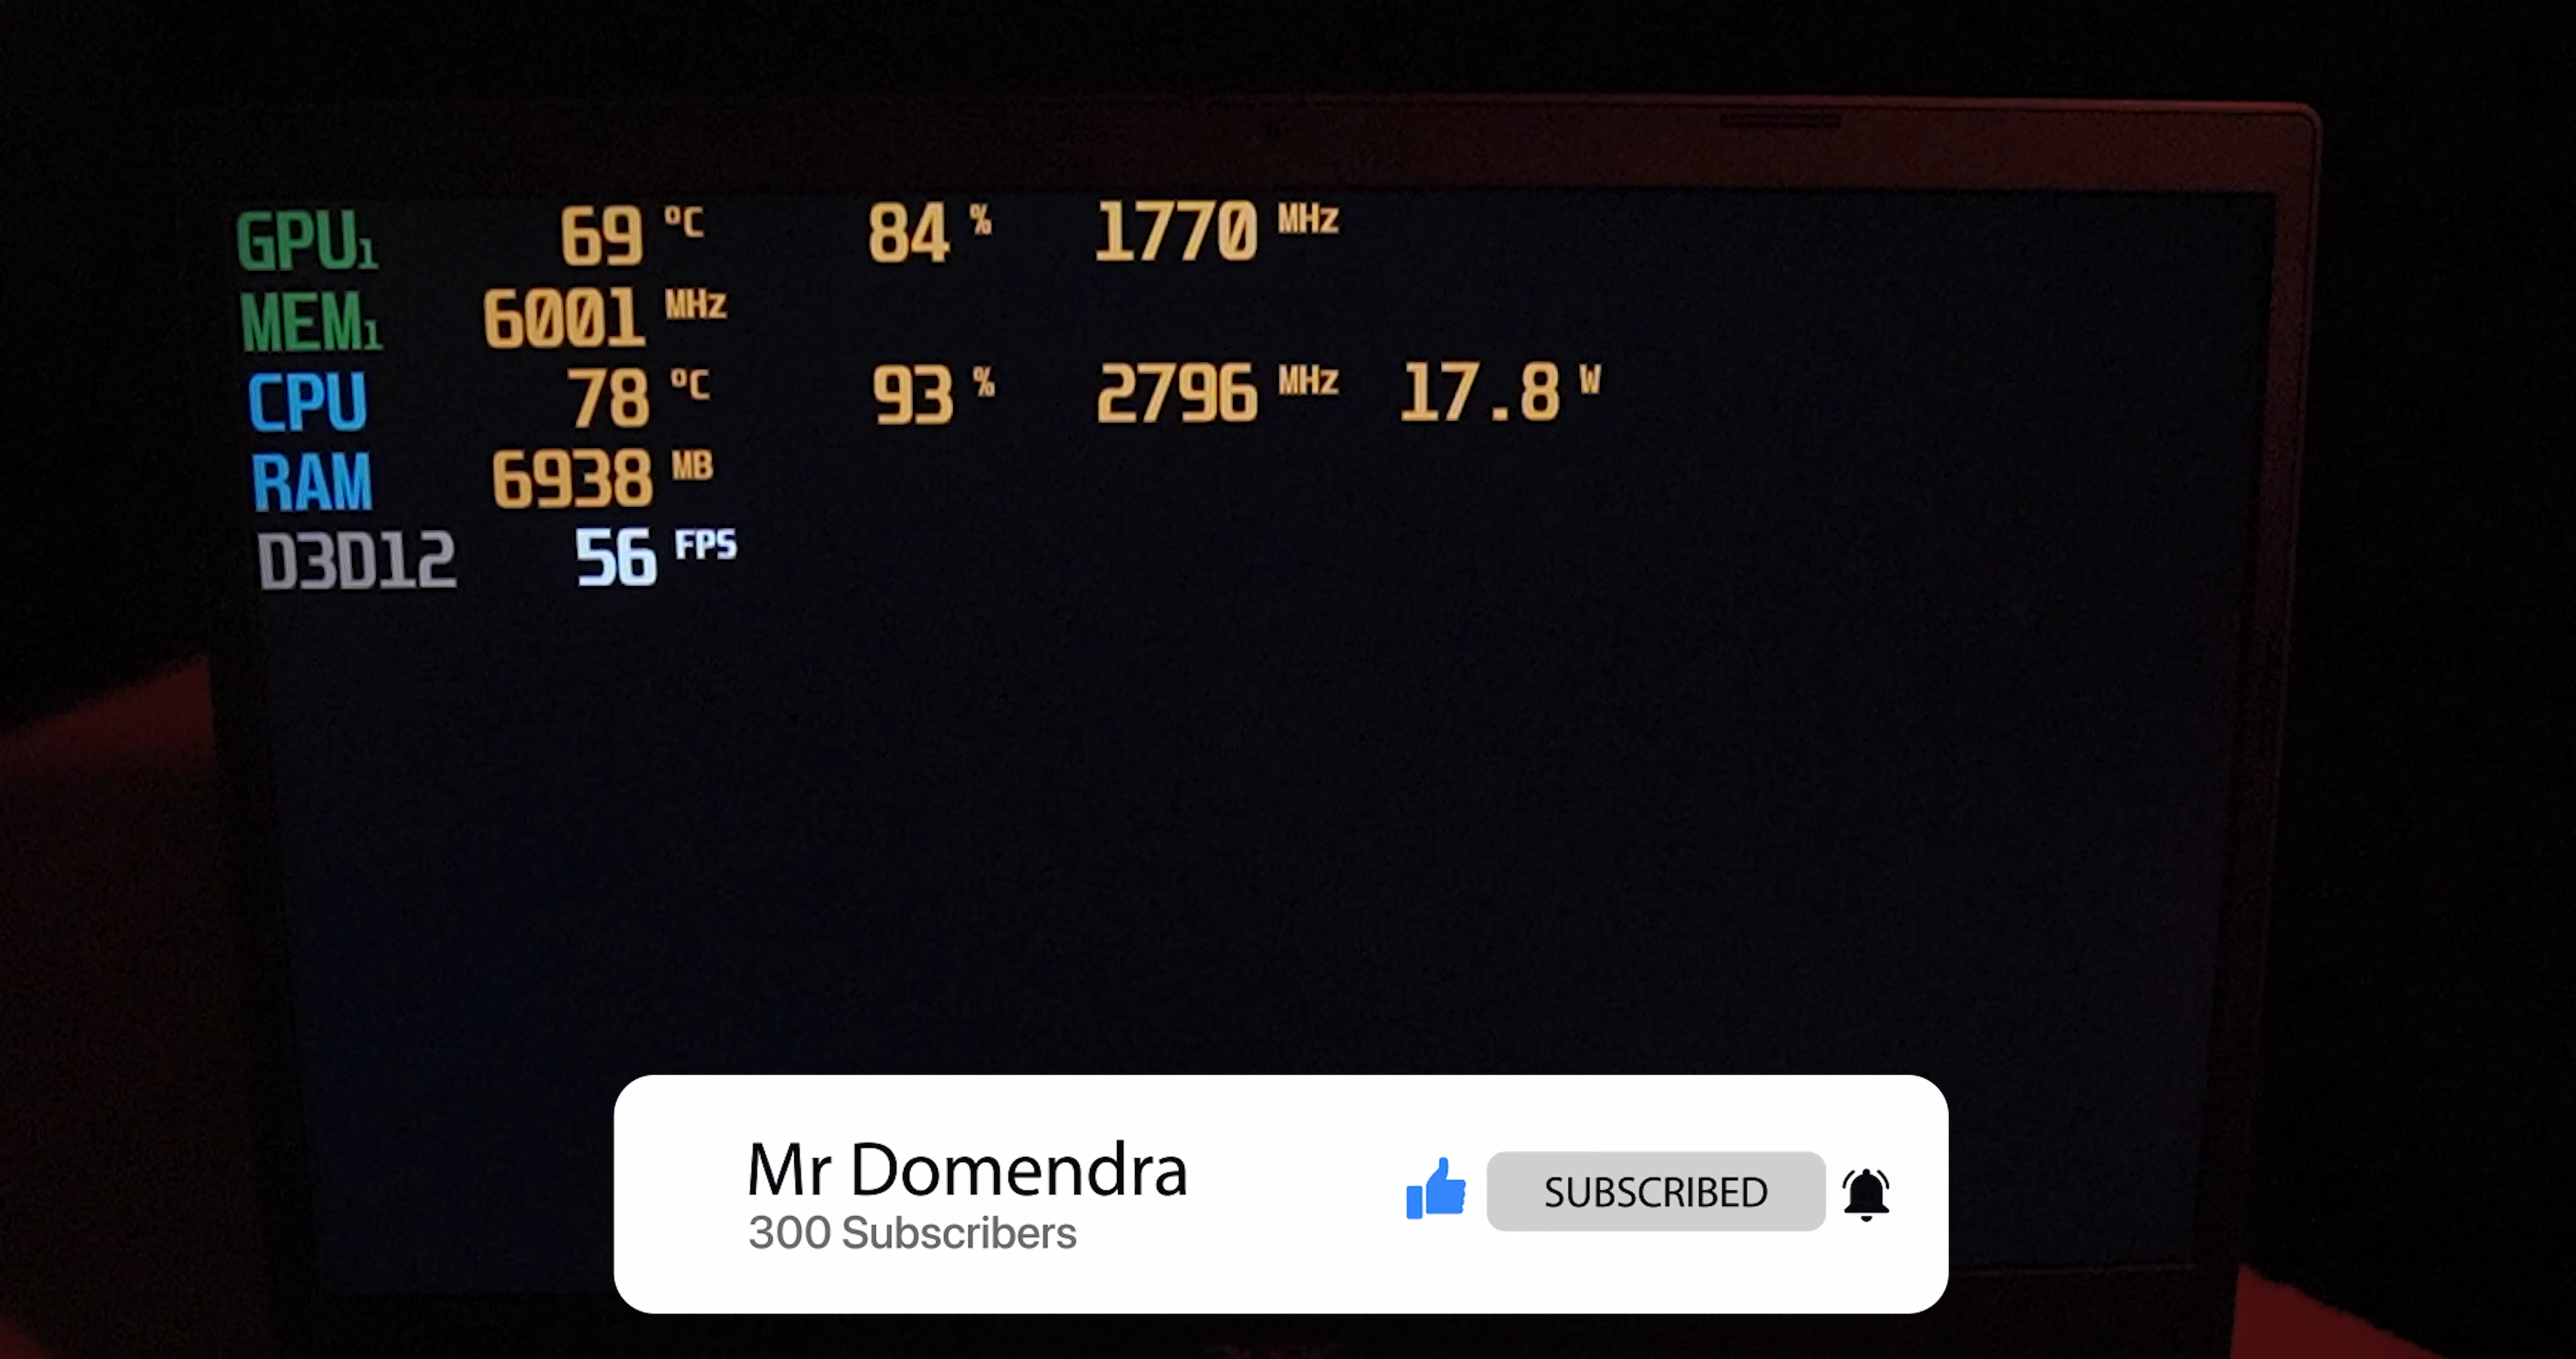 GPU1 69 °C 84 % 1770 MHz
MEM1 6001 MHz
CPU 78 °C 93 % 2796 MHz 17.8 W
RAM 6938 MB
D3D12 56 FPS
Mr Domendra
300 Subscribers
SUBSCRIBED